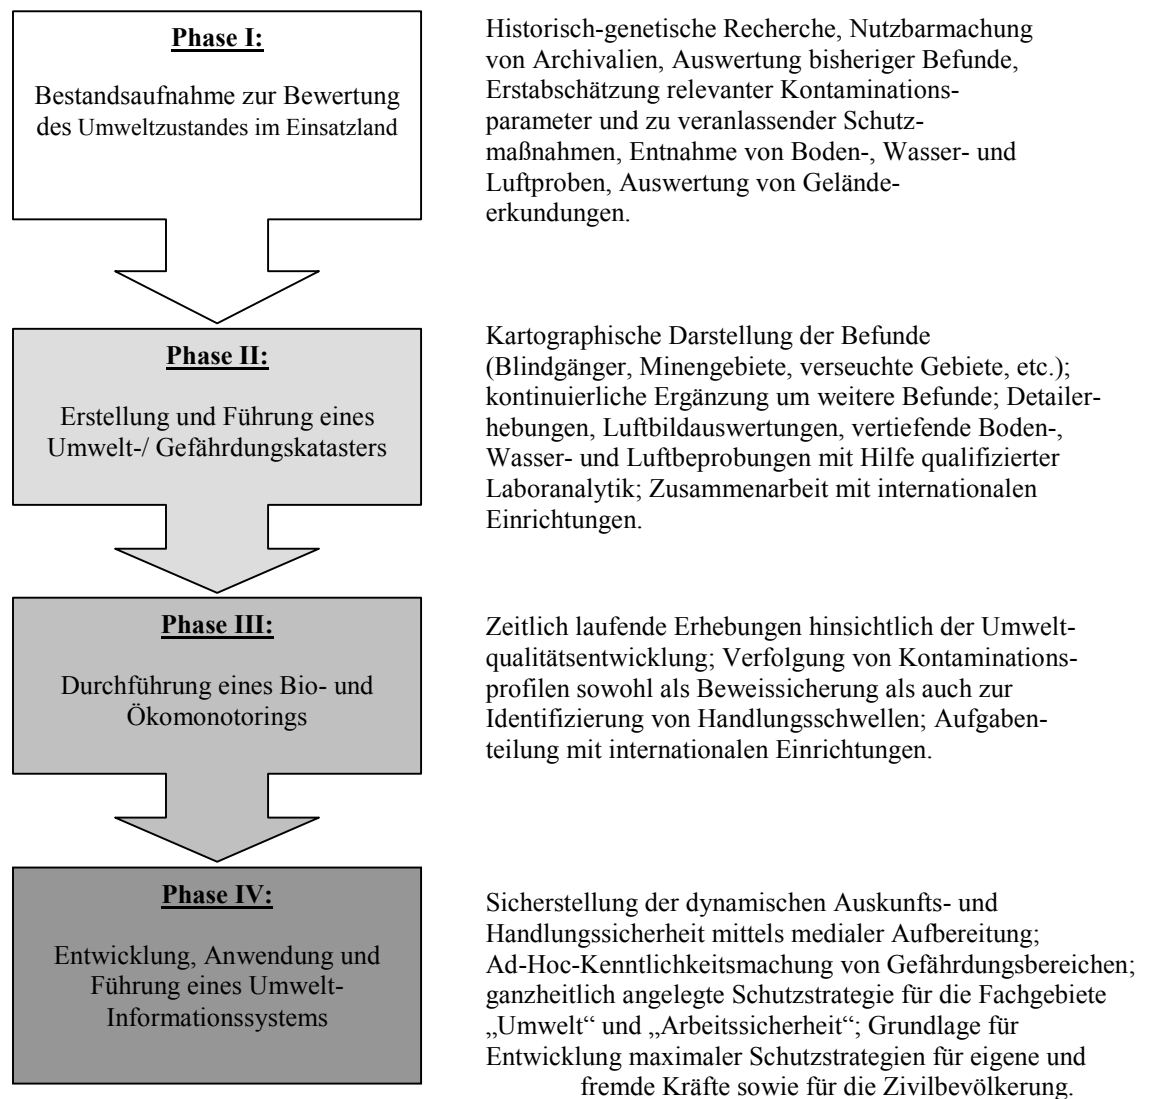 Phase I:
Bestandsaufnahme zur Bewertung
des Umweltzustandes im Einsatzland
Historisch-genetische Recherche, Nutzbarmachung
von Archivalien, Auswertung bisheriger Befunde,
Erstabschätzung relevanter Kontaminations-
parameter und zu veranlassender Schutz-
maßnahmen, Entnahme von Boden-, Wasser- und
Luftproben, Auswertung von Gelände-
erkundungen.
Phase II:
Erstellung und Führung eines
Umwelt-/ Gefährdungskatasters
Kartographische Darstellung der Befunde
(Blindgänger, Minengebiete, verseuchte Gebiete, etc.);
kontinuierliche Ergänzung um weitere Befunde; Detailer-
hebungen, Luftbildauswertungen, vertiefende Boden-,
Wasser- und Luftbeprobungen mit Hilfe qualifizierter
Laboranalytik; Zusammenarbeit mit internationalen
Einrichtungen.
Phase III:
Durchführung eines Bio- und
Ökomonotorings
Zeitlich laufende Erhebungen hinsichtlich der Umwelt-
qualitätsentwicklung; Verfolgung von Kontaminations-
profilen sowohl als Beweissicherung als auch zur
Identifizierung von Handlungsschwellen; Aufgaben-
teilung mit internationalen Einrichtungen.
Phase IV:
Entwicklung, Anwendung und
Führung eines Umwelt-
Informationssystems
Sicherstellung der dynamischen Auskunfts- und
Handlungssicherheit mittels medialer Aufbereitung;
Ad-Hoc-Kenntlichkeitsmachung von Gefährdungsbereichen;
ganzheitlich angelegte Schutzstrategie für die Fachgebiete
„Umwelt“ und „Arbeitssicherheit“; Grundlage für
Entwicklung maximaler Schutzstrategien für eigene und
fremde Kräfte sowie für die Zivilbevölkerung.